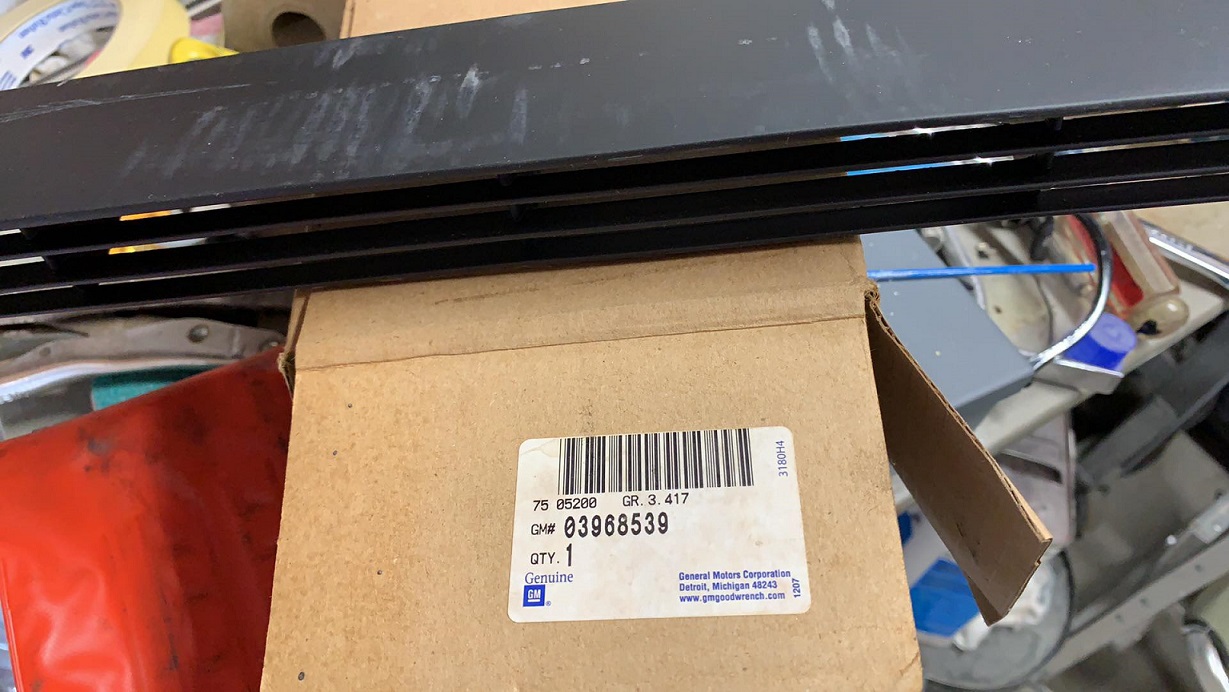 3180H4
75 05200 GR. 3. 417
GM# 03968539
QTY. 1
Genuine
GM
®
General Motors Corporation
Detroit, Michigan 48243
www.gmgoodwrench.com
1207